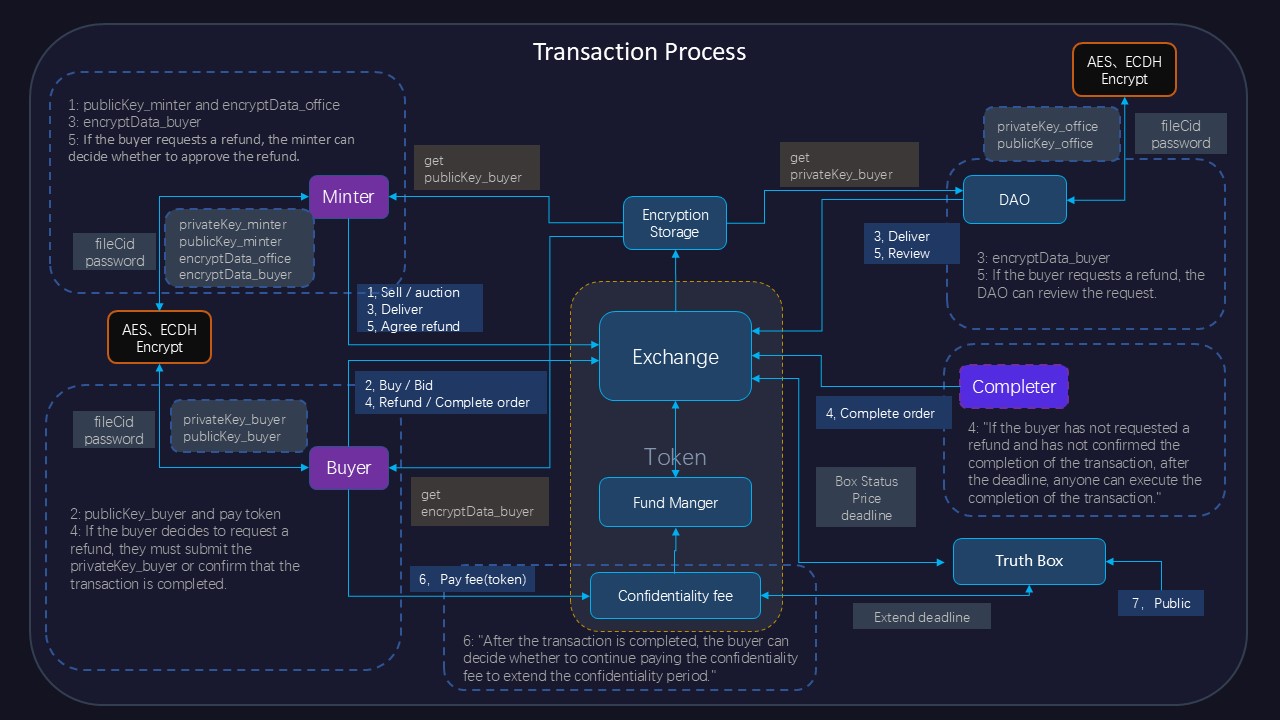 Transaction Process
AES、ECDH
Encrypt
1: publicKey_minter and encryptData_office
3: encryptData_buyer
5: If the buyer requests a refund, the minter can
decide whether to approve the refund.
privateKey_office
publicKey_office
fileCid
password
get
publicKey_buyer
get
privateKey_buyer
Minter
DAO
Encryption
Storage
privateKey_minter
publicKey_minter
encryptData_office
encryptData_buyer
fileCid
password
3, Deliver
5, Review
3: encryptData_buyer
5: If the buyer requests a refund, the
DAO can review the request.
1, Sell / auction
3, Deliver
5, Agree refund
AES、ECDH
Encrypt
Exchange
2, Buy / Bid
4, Refund / Complete order
Completer
4, Complete order
4: "If the buyer has not requested a
refund and has not confirmed the
completion of the transaction, after
the deadline, anyone can execute the
completion of the transaction."
fileCid
password
privateKey_buyer
publicKey_buyer
Buyer
Token
get
encryptData_buyer
Fund Manger
Box Status
Price
deadline
2: publicKey_buyer and pay token
4: If the buyer decides to request a
refund, they must submit the
privateKey_buyer or confirm that the
transaction is completed.
6， Pay fee(token)
Confidentiality fee
Truth Box
7， Public
Extend deadline
6: "After the transaction is completed, the buyer can
decide whether to continue paying the confidentiality
fee to extend the confidentiality period."